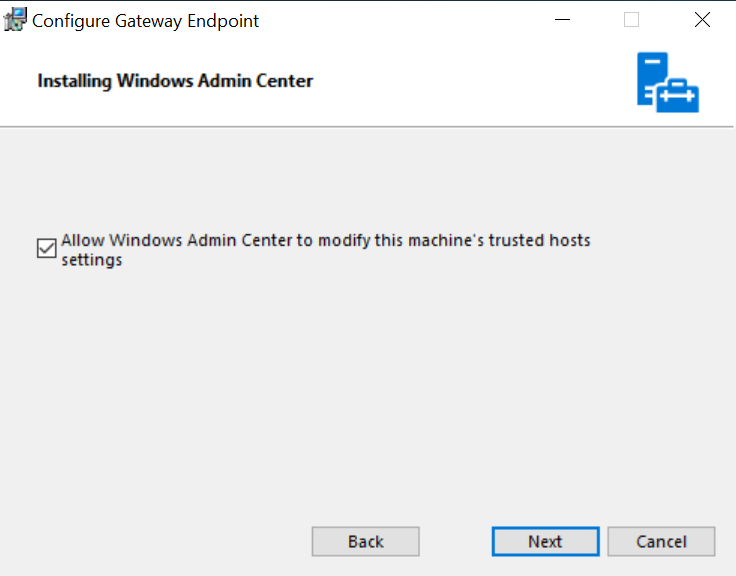 Configure Gateway Endpoint
Installing Windows Admin Center
Allow Windows Admin Center to modify this machine's trusted hosts
settings
Back
Next
Cancel